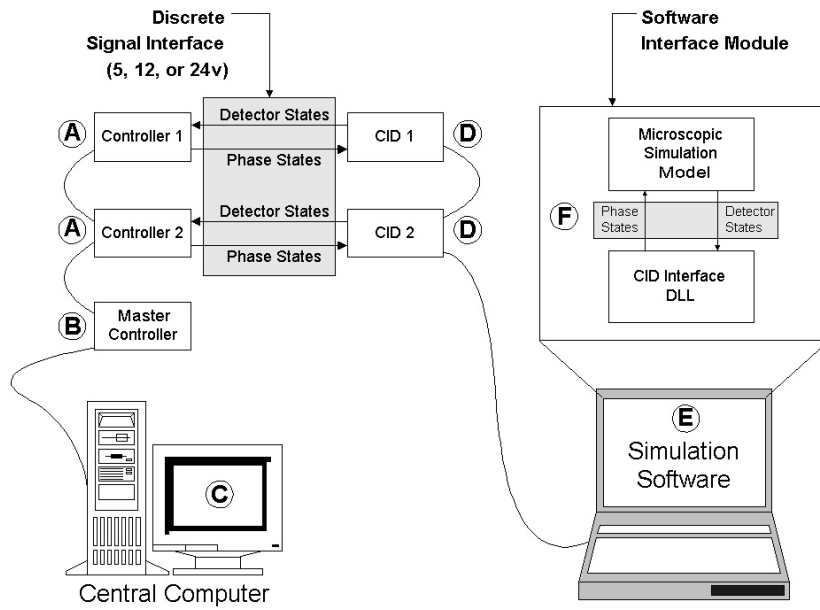 Discrete
Signal Interface
(5, 12, or 24v)
Software
Interface Module
A
Controller 1
Detector States
Phase States
CID 1
D
A
Controller 2
Detector States
Phase States
CID 2
D
B
Master
Controller
Microscopic
Simulation
Model
F
Phase
States
Detector
States
CID Interface
DLL
C
Central Computer
E
Simulation
Software